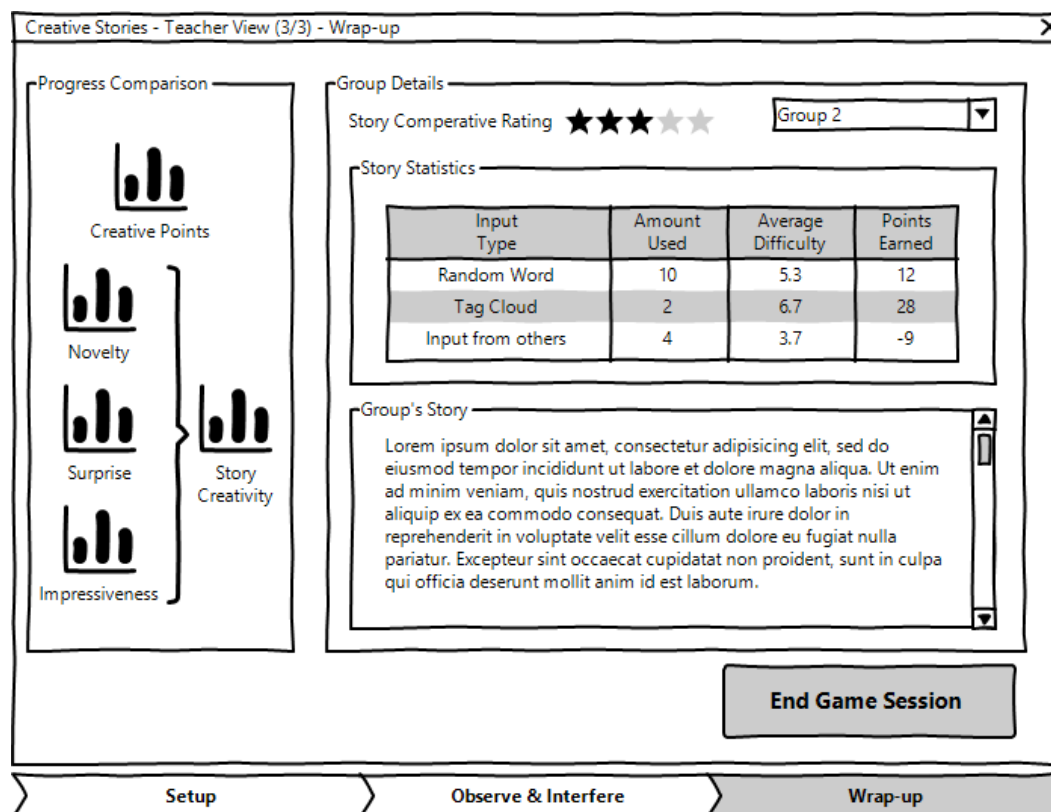 Creative Stories - Teacher View (3/3) - Wrap-up
Progress Comparison
Creative Points
Novelty
Surprise
Impressiveness
Story
Creativity
Group Details
Story Comperative Rating
Group 2
Story Statistics
Input Type Amount Used Average Difficulty Points Earned
Random Word 10 5.3 12
Tag Cloud 2 6.7 28
Input from others 4 3.7 -9
Group's Story
Lorem ipsum dolor sit amet, consectetur adipisicing elit, sed do
eiusmod tempor incididunt ut labore et dolore magna aliqua. Ut enim
ad minim veniam, quis nostrud exercitation ullamco laboris nisi ut
aliquip ex ea commodo consequat. Duis aute irure dolor in
reprehenderit in voluptate velit esse cillum dolore eu fugiat nulla
pariatur. Excepteur sint occaecat cupidatat non proident, sunt in culpa
qui officia deserunt mollit anim id est laborum.
End Game Session
Setup
Observe & Interfere
Wrap-up